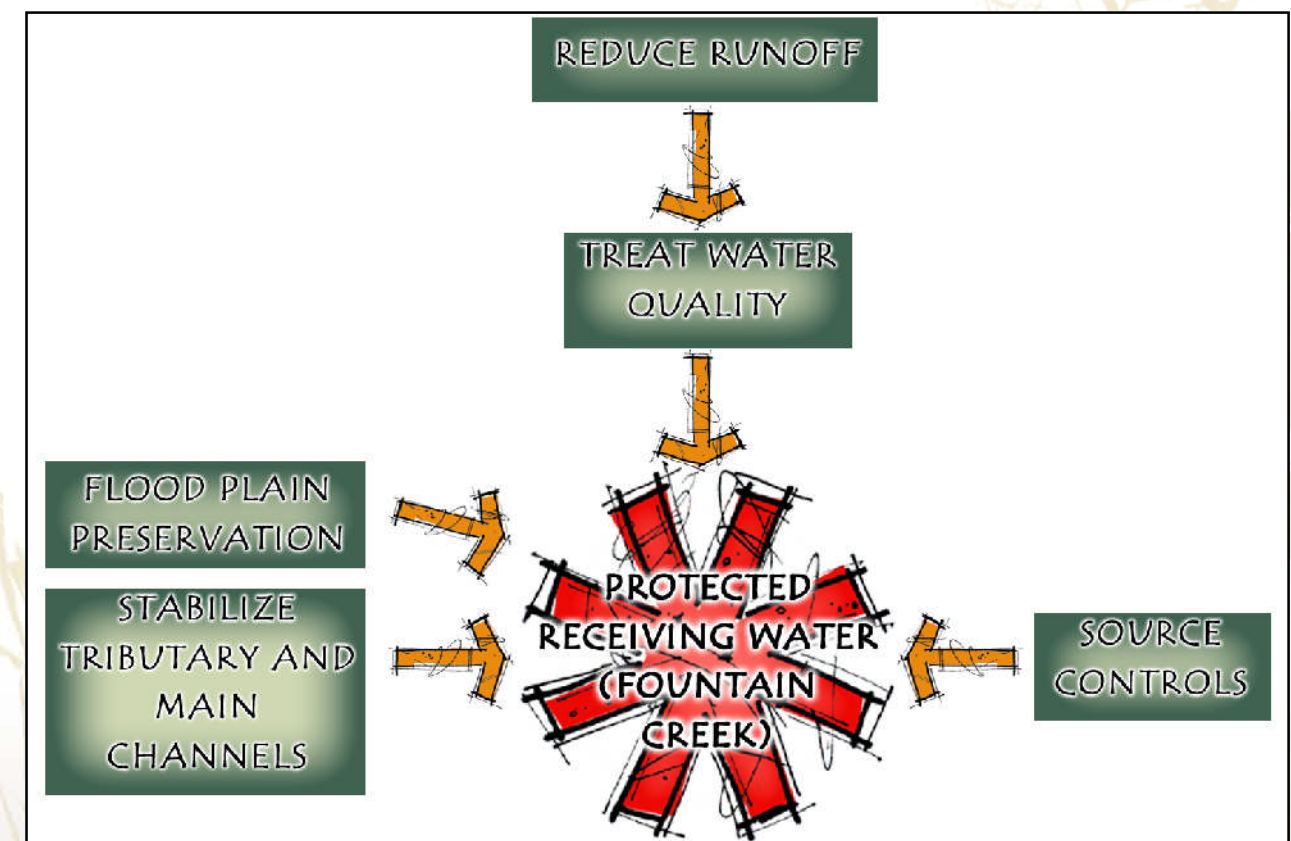 REDUCE RUNOFF
TREAT WATER
QUALITY
FLOOD PLAIN
PRESERVATION
STABILIZE
TRIBUTARY AND
MAIN
CHANNELS
PROTECTED
RECEIVING WATER
(FOUNTAIN
CREEK)
SOURCE
CONTROLS